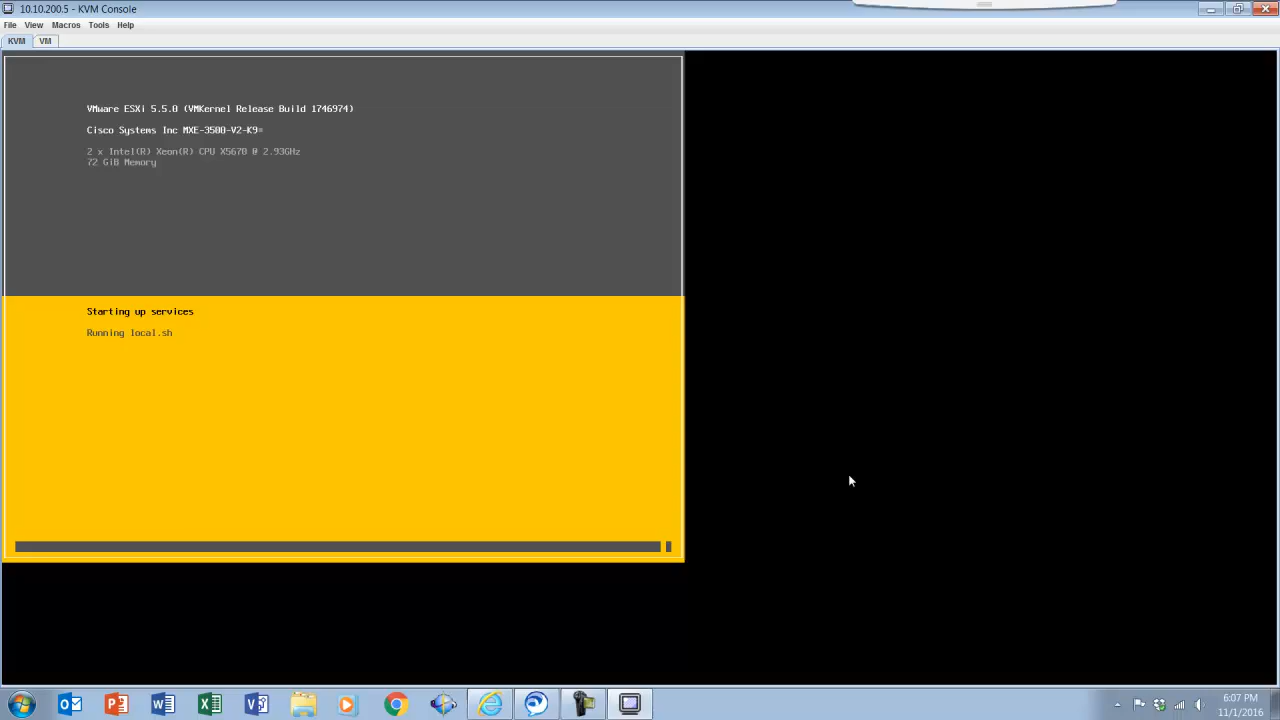 10.10.200.5 - KVM Console
File View Macros Tools Help
KVM VM
VMware ESXi 5.5.0 (VMKernel Release Build 1746974)
Cisco Systems Inc MXE-3500-V2-K9=
2 x Intel(R) Xeon(R) CPU X5670 @ 2.93GHz
72 GiB Memory
Starting up services
Running local.sh
6:07 PM
11/1/2016